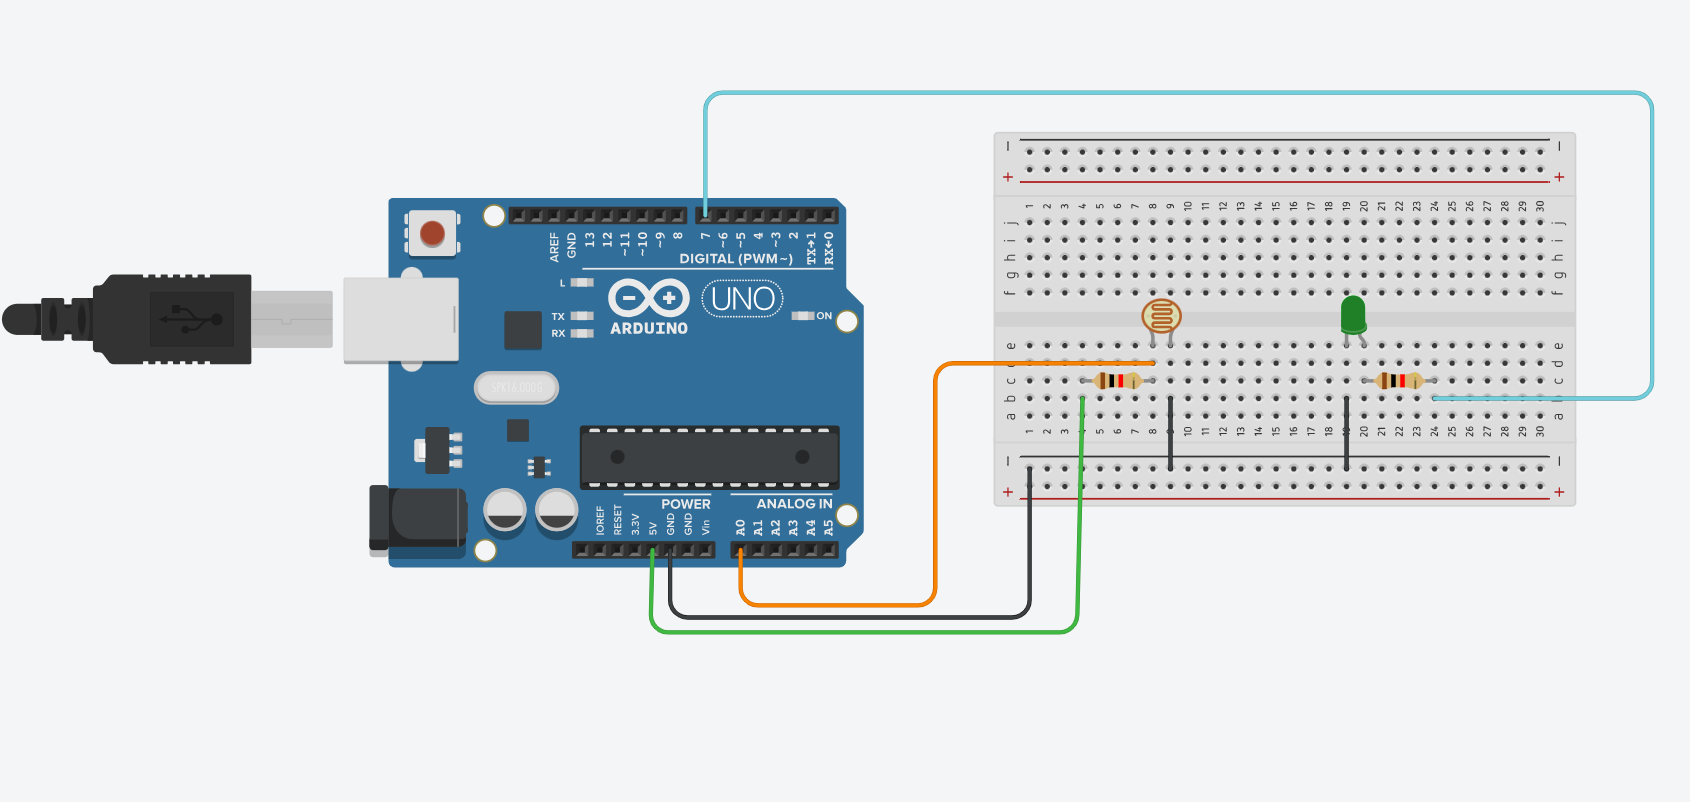 1 2 3 4 5 6 7 8 9 10 11 12 13 14 15 16 17 18 19 20 21 22 23 24 25 26 27 28 29 30
j j
i i
h h
g g
f f
AREF GND 13 12 ~11 ~10 ~9 8 7 ~6 ~5 4 ~3 2 TX→1 RX←0
DIGITAL (PWM~)
L
TX
RX
UNO
ARDUINO
ON
e e
d
c c
b
a a
1 2 3 4 5 6 7 8 9 10 11 12 13 14 15 16 17 18 19 20 21 22 23 24 25 26 27 28 29 30
POWER ANALOG IN
IOREF RESET 3.3V 5V GND GND Vin A0 A1 A2 A3 A4 A5